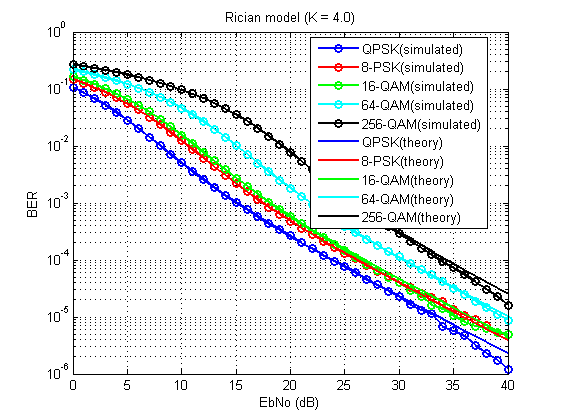 Rician model (K = 4.0)
10^0
10^-1
10^-2
10^-3
10^-4
10^-5
10^-6
BER
QPSK(simulated)
8-PSK(simulated)
16-QAM(simulated)
64-QAM(simulated)
256-QAM(simulated)
QPSK(theory)
8-PSK(theory)
16-QAM(theory)
64-QAM(theory)
256-QAM(theory)
0 5 10 15 20 25 30 35 40
EbNo (dB)